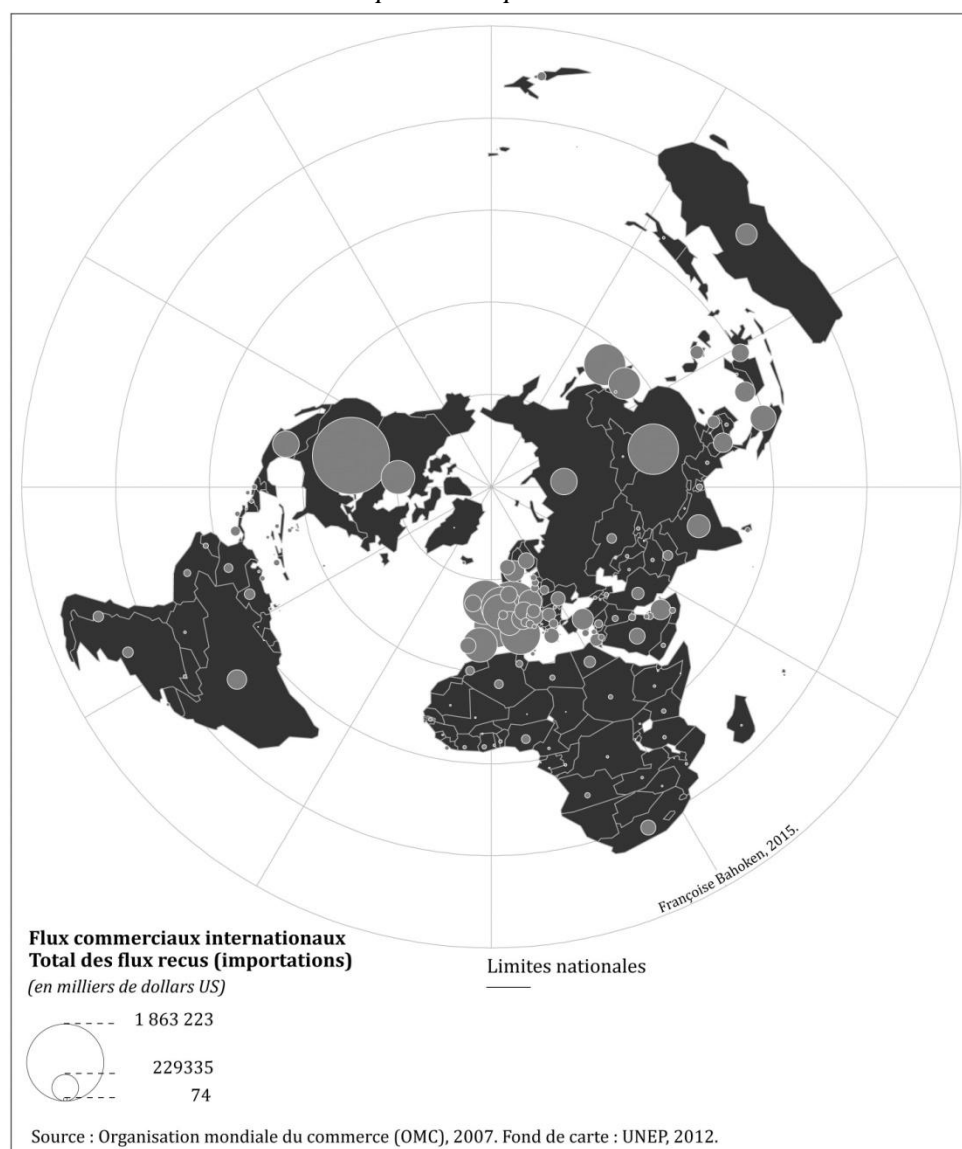 Françoise Bahoken, 2015.
Flux commerciaux internationaux
Total des flux recus (importations)
(en milliers de dollars US)
Limites nationales
1 863 223
229335
74
Source : Organisation mondiale du commerce (OMC), 2007. Fond de carte : UNEP, 2012.